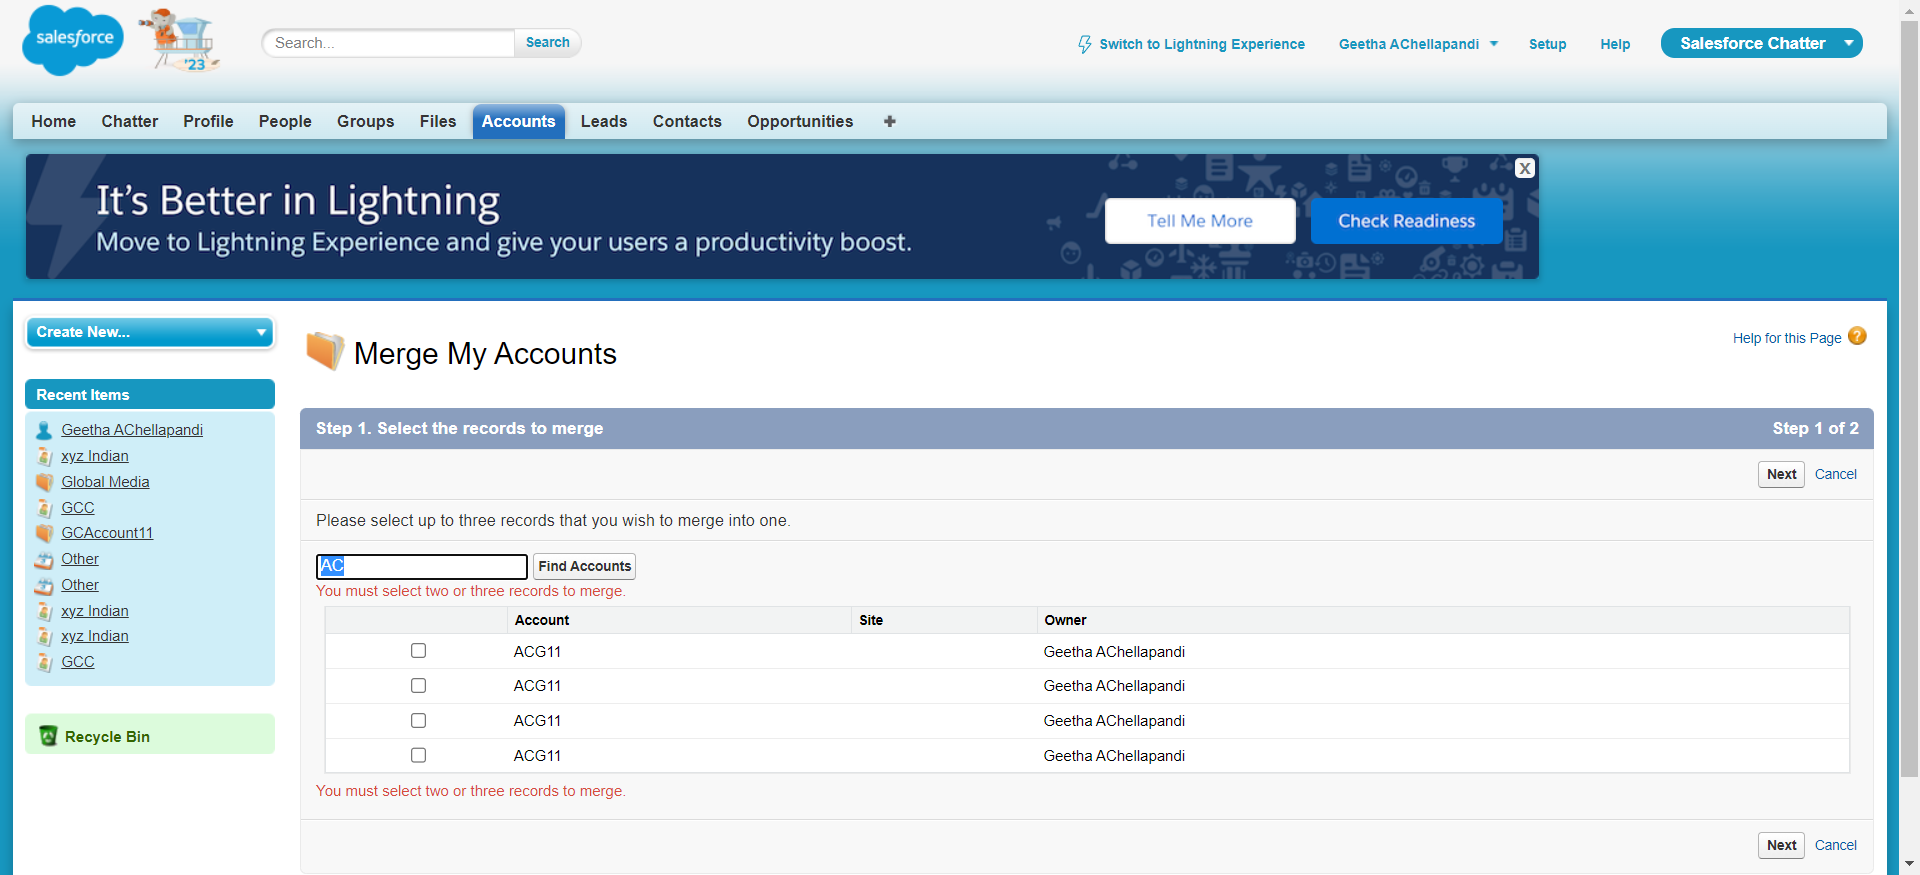 salesforce
'23
Search...
Search
Switch to Lightning Experience
Geetha AChellapandi
Setup
Help
Salesforce Chatter
Home
Chatter
Profile
People
Groups
Files
Accounts
Leads
Contacts
Opportunities
+
It's Better in Lightning
Move to Lightning Experience and give your users a productivity boost.
Tell Me More
Check Readiness
X
Create New...
Recent Items
Geetha AChellapandi
xyz Indian
Global Media
GCC
GCAccount11
Other
Other
xyz Indian
xyz Indian
GCC
Recycle Bin
Merge My Accounts
Help for this Page ?
Step 1. Select the records to merge
Step 1 of 2
Next
Cancel
Please select up to three records that you wish to merge into one.
AC
Find Accounts
You must select two or three records to merge.
Account Site Owner
ACG11 Geetha AChellapandi
ACG11 Geetha AChellapandi
ACG11 Geetha AChellapandi
ACG11 Geetha AChellapandi
You must select two or three records to merge.
Next
Cancel